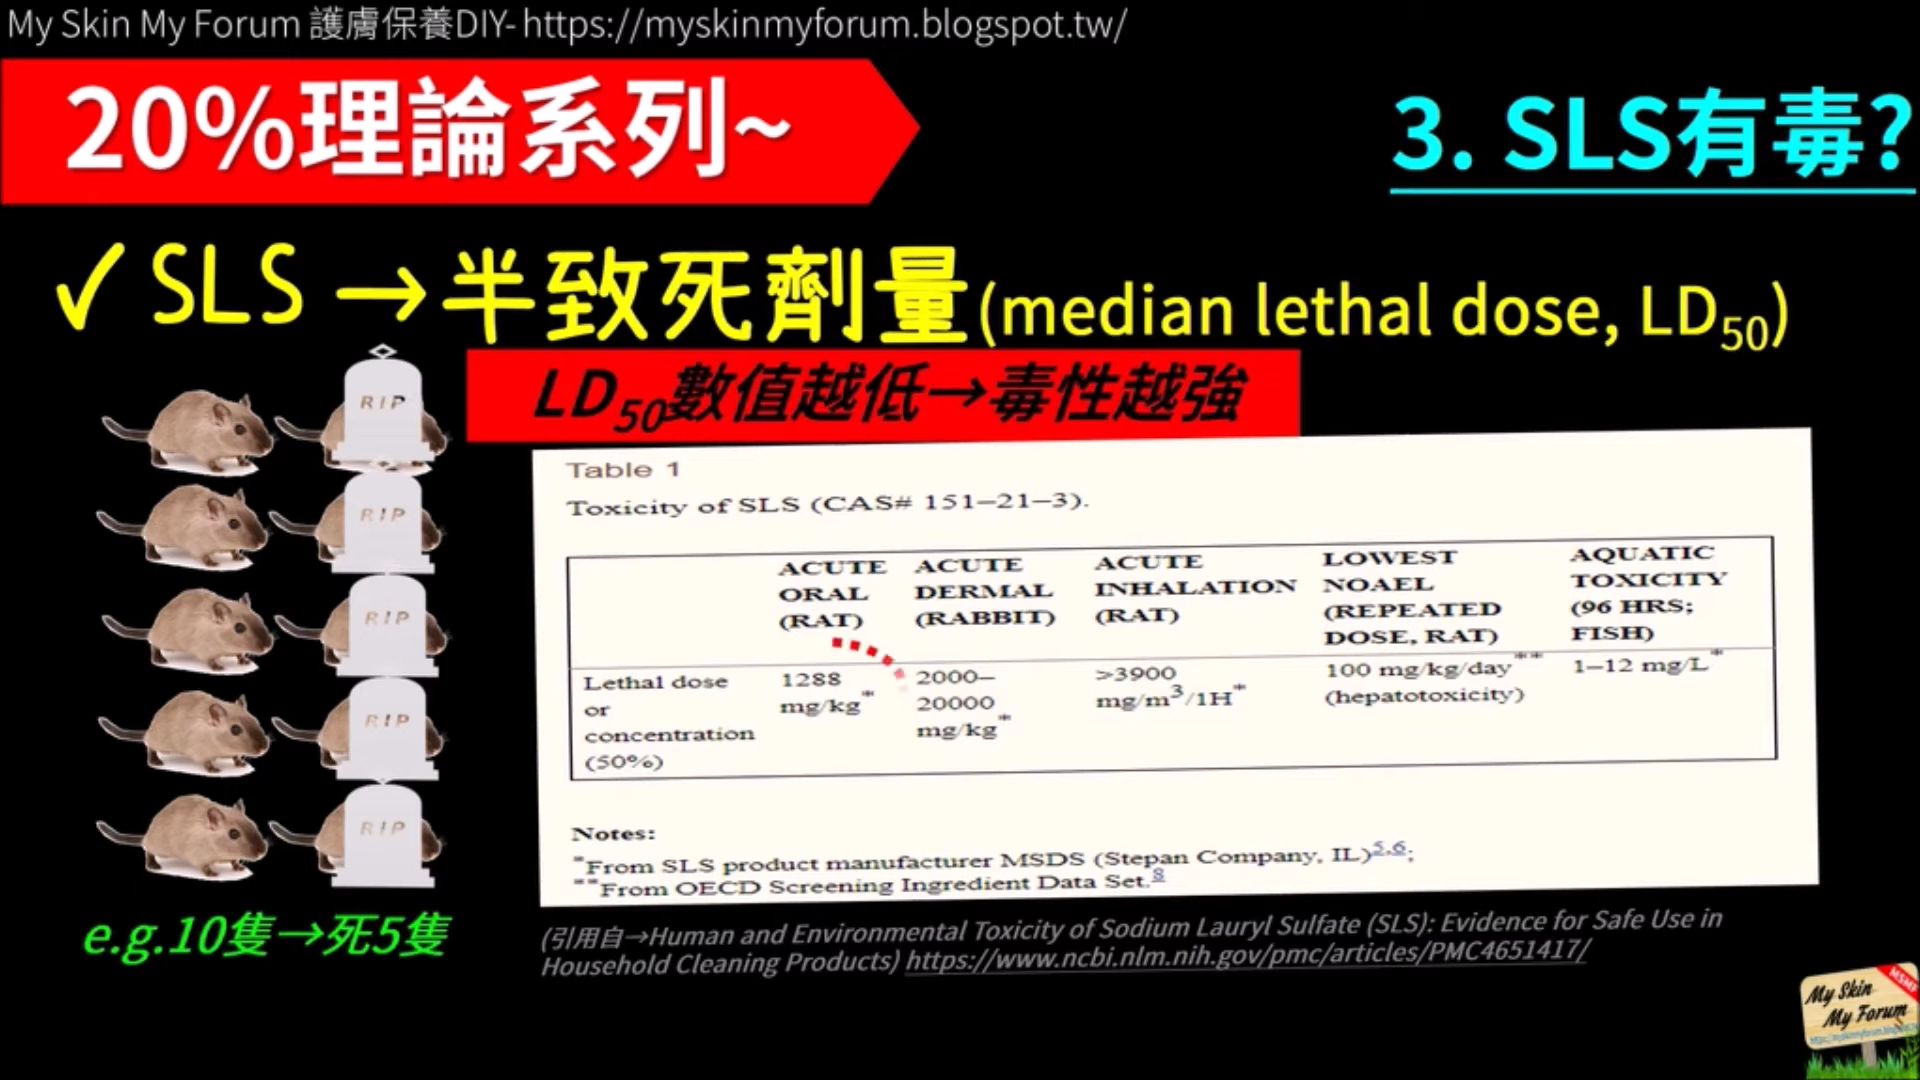 My Skin My Forum 護膚保養DIY- https://myskinmyforum.blogspot.tw/
20%理論系列~
3. SLS有毒?
✓ SLS →半致死劑量(median lethal dose, LD50)
LD50數值越低→毒性越強
RIP
RIP
RIP
RIP
RIP
e.g.10隻→死5隻
Table 1
Toxicity of SLS (CAS# 151–21–3).
ACUTE ORAL (RAT)
ACUTE DERMAL (RABBIT)
ACUTE INHALATION (RAT)
LOWEST NOAEL (REPEATED DOSE, RAT)
AQUATIC TOXICITY (96 HRS; FISH)
Lethal dose or concentration (50%)
1288 mg/kg*
2000–20000 mg/kg*
>3900 mg/m3/1H*
100 mg/kg/day** (hepatotoxicity)
1–12 mg/L*
Notes:
*From SLS product manufacturer MSDS (Stepan Company, IL)5,6;
**From OECD Screening Ingredient Data Set.8
(引用自→Human and Environmental Toxicity of Sodium Lauryl Sulfate (SLS): Evidence for Safe Use in
Household Cleaning Products) https://www.ncbi.nlm.nih.gov/pmc/articles/PMC4651417/
MSMF
My Skin
My Forum